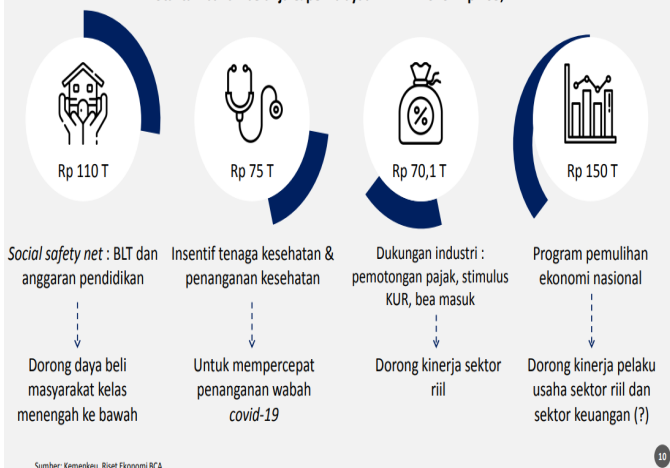 Rp 110 T
Rp 75 T
Rp 70,1 T
Rp 150 T
Social safety net : BLT dan
anggaran pendidikan
Insentif tenaga kesehatan &
penanganan kesehatan
Dukungan industri :
pemotongan pajak, stimulus
KUR, bea masuk
Program pemulihan
ekonomi nasional
Dorong daya beli
masyarakat kelas
menengah ke bawah
Untuk mempercepat
penanganan wabah
covid-19
Dorong kinerja sektor
riil
Dorong kinerja pelaku
usaha sektor riil dan
sektor keuangan (?)
Sumber: Kemenkeu, Riset Ekonomi BCA
10